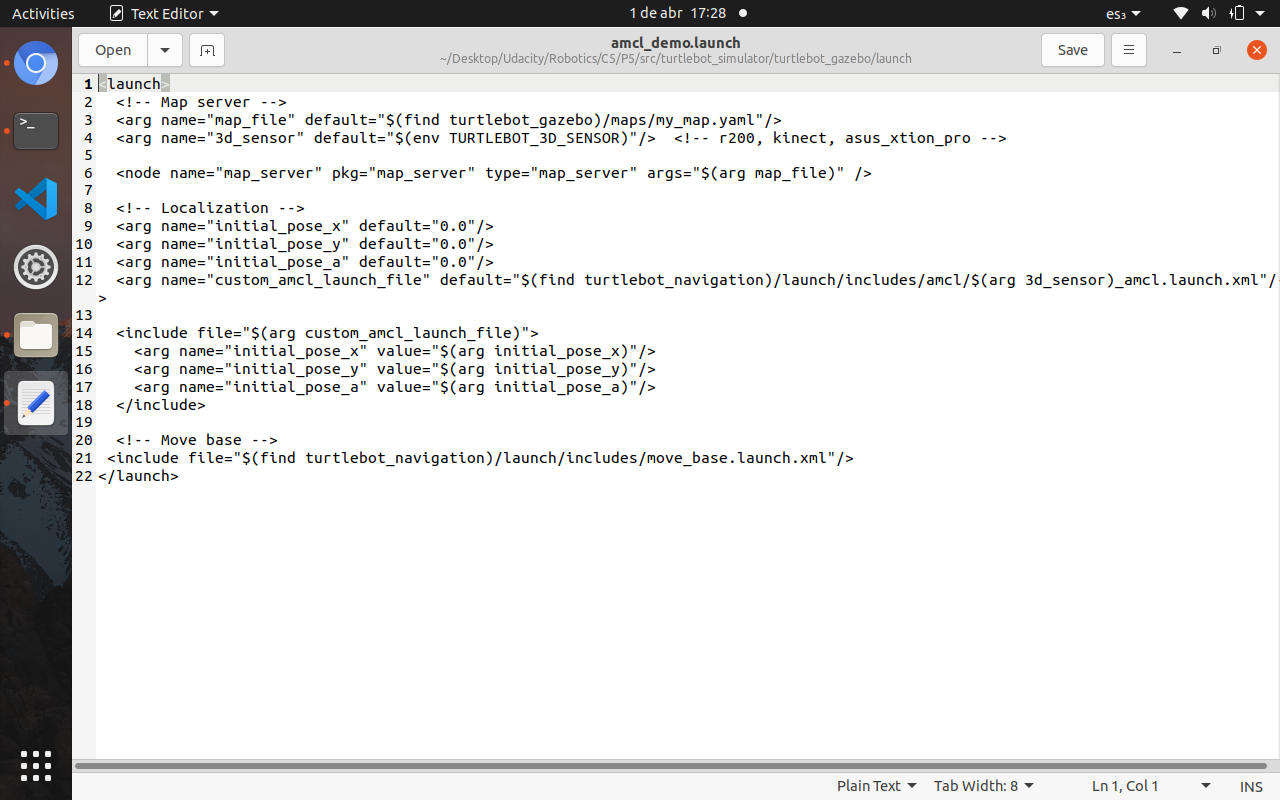 Activities Text Editor 1 de abr 17:28 es₃
Open amcl_demo.launch Save
~/Desktop/Udacity/Robotics/C5/P5/src/turtlebot_simulator/turtlebot_gazebo/launch
1 <launch>
2 <!-- Map server -->
3 <arg name="map_file" default="$(find turtlebot_gazebo)/maps/my_map.yaml"/>
4 <arg name="3d_sensor" default="$(env TURTLEBOT_3D_SENSOR)"/> <!-- r200, kinect, asus_xtion_pro -->
5
6 <node name="map_server" pkg="map_server" type="map_server" args="$(arg map_file)" />
7
8 <!-- Localization -->
9 <arg name="initial_pose_x" default="0.0"/>
10 <arg name="initial_pose_y" default="0.0"/>
11 <arg name="initial_pose_a" default="0.0"/>
12 <arg name="custom_amcl_launch_file" default="$(find turtlebot_navigation)/launch/includes/amcl/$(arg 3d_sensor)_amcl.launch.xml"/
>
13
14 <include file="$(arg custom_amcl_launch_file)">
15 <arg name="initial_pose_x" value="$(arg initial_pose_x)"/>
16 <arg name="initial_pose_y" value="$(arg initial_pose_y)"/>
17 <arg name="initial_pose_a" value="$(arg initial_pose_a)"/>
18 </include>
19
20 <!-- Move base -->
21 <include file="$(find turtlebot_navigation)/launch/includes/move_base.launch.xml"/>
22 </launch>
Plain Text Tab Width: 8 Ln 1, Col 1 INS